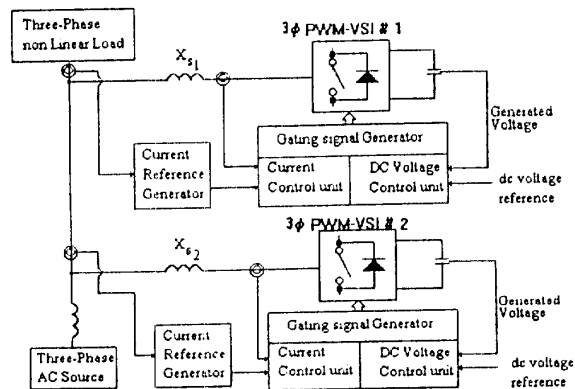 Three-Phase
non Linear Load
Xs1
3ϕ PWM-VSI # 1
Generated
Voltage
Gating signal Generator
Current
Reference
Generator
Current
Control unit
DC Voltage
Control unit
dc voltage
reference
3ϕ PWM-VSI # 2
Xs2
Generated
Voltage
Gating signal Generator
Three-Phase
AC Source
Current
Reference
Generator
Current
Control unit
DC Voltage
Control unit
dc voltage
reference